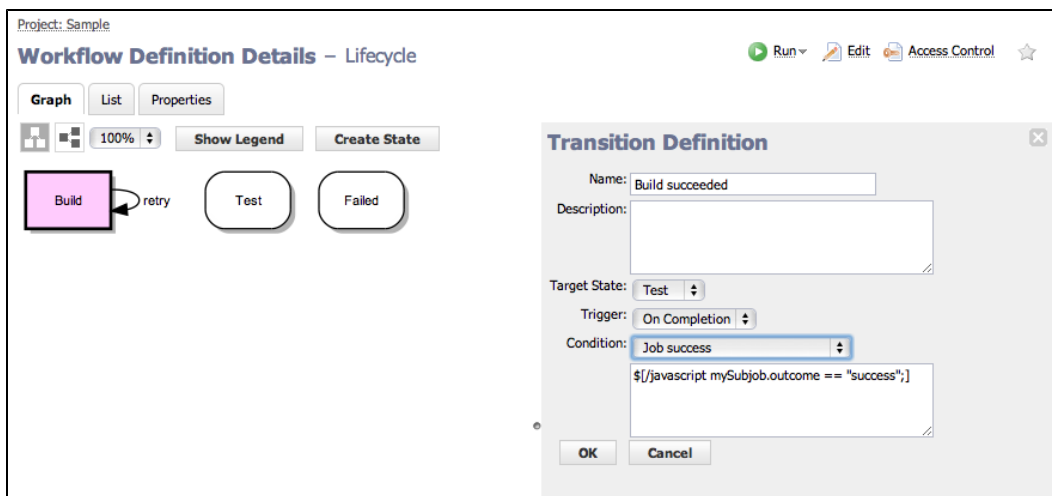 Project: Sample
Workflow Definition Details – Lifecycle
Run
Edit
Access Control
Graph
List
Properties
100%
Show Legend
Create State
Build
retry
Test
Failed
Transition Definition
Name: Build succeeded
Description:
Target State: Test
Trigger: On Completion
Condition: Job success
$[/javascript mySubjob.outcome == "success";]
OK
Cancel